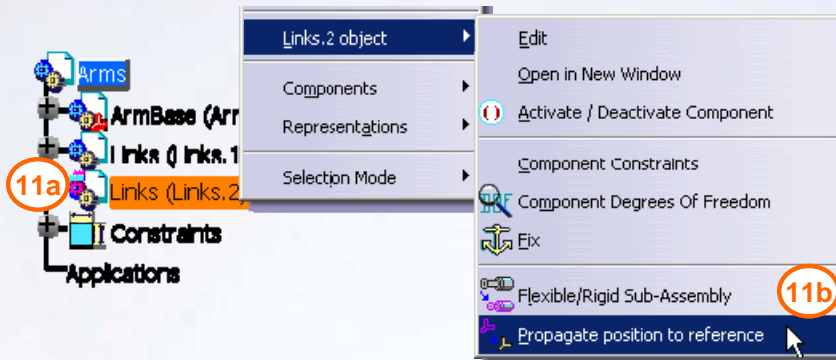 Arms
ArmBase (Arr
Links (Links.1
11a
Links (Links.2)
Constraints
Applications
Links.2 object
Components
Representations
Selection Mode
Edit
Open in New Window
Activate / Deactivate Component
Component Constraints
Component Degrees Of Freedom
Fix
Flexible/Rigid Sub-Assembly
11b
Propagate position to reference